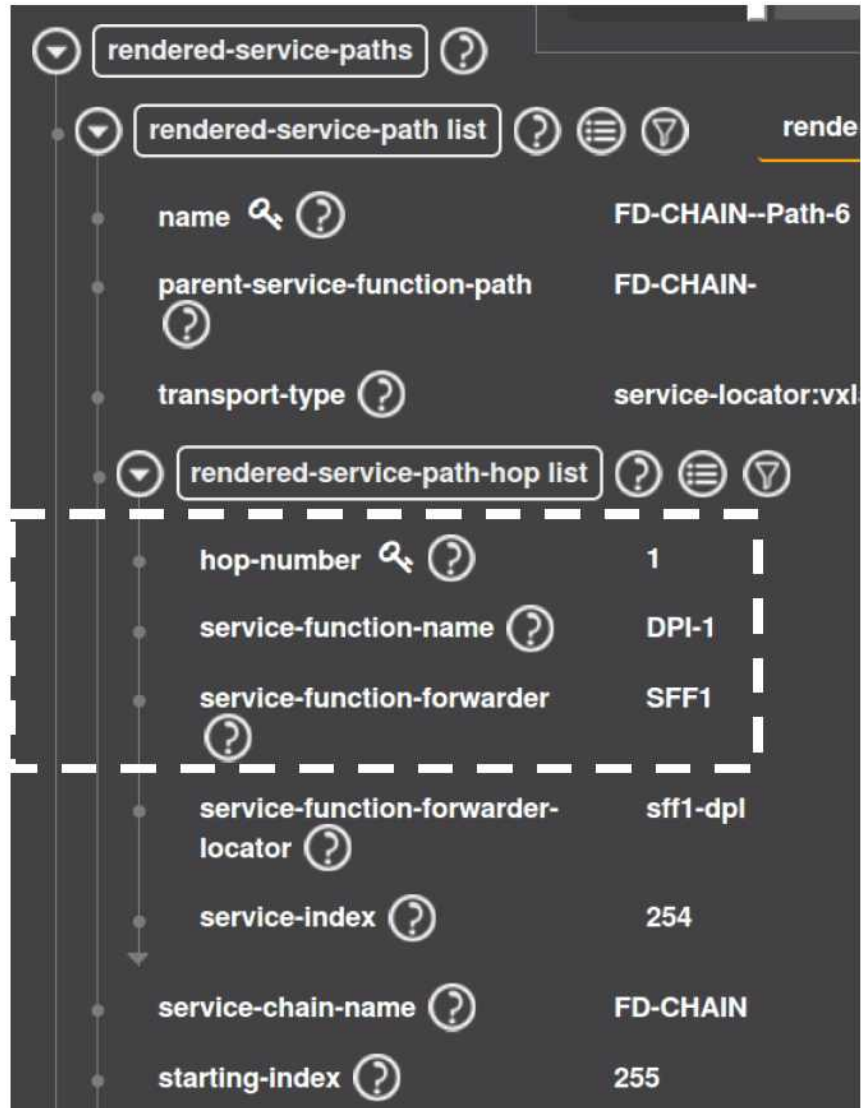 rendered-service-paths ?
rendered-service-path list ? rende
name ? FD-CHAIN--Path-6
parent-service-function-path FD-CHAIN-
?
transport-type ? service-locator:vxl
rendered-service-path-hop list ?
hop-number ? 1
service-function-name ? DPI-1
service-function-forwarder SFF1
?
service-function-forwarder- sff1-dpl
locator ?
service-index ? 254
service-chain-name ? FD-CHAIN
starting-index ? 255